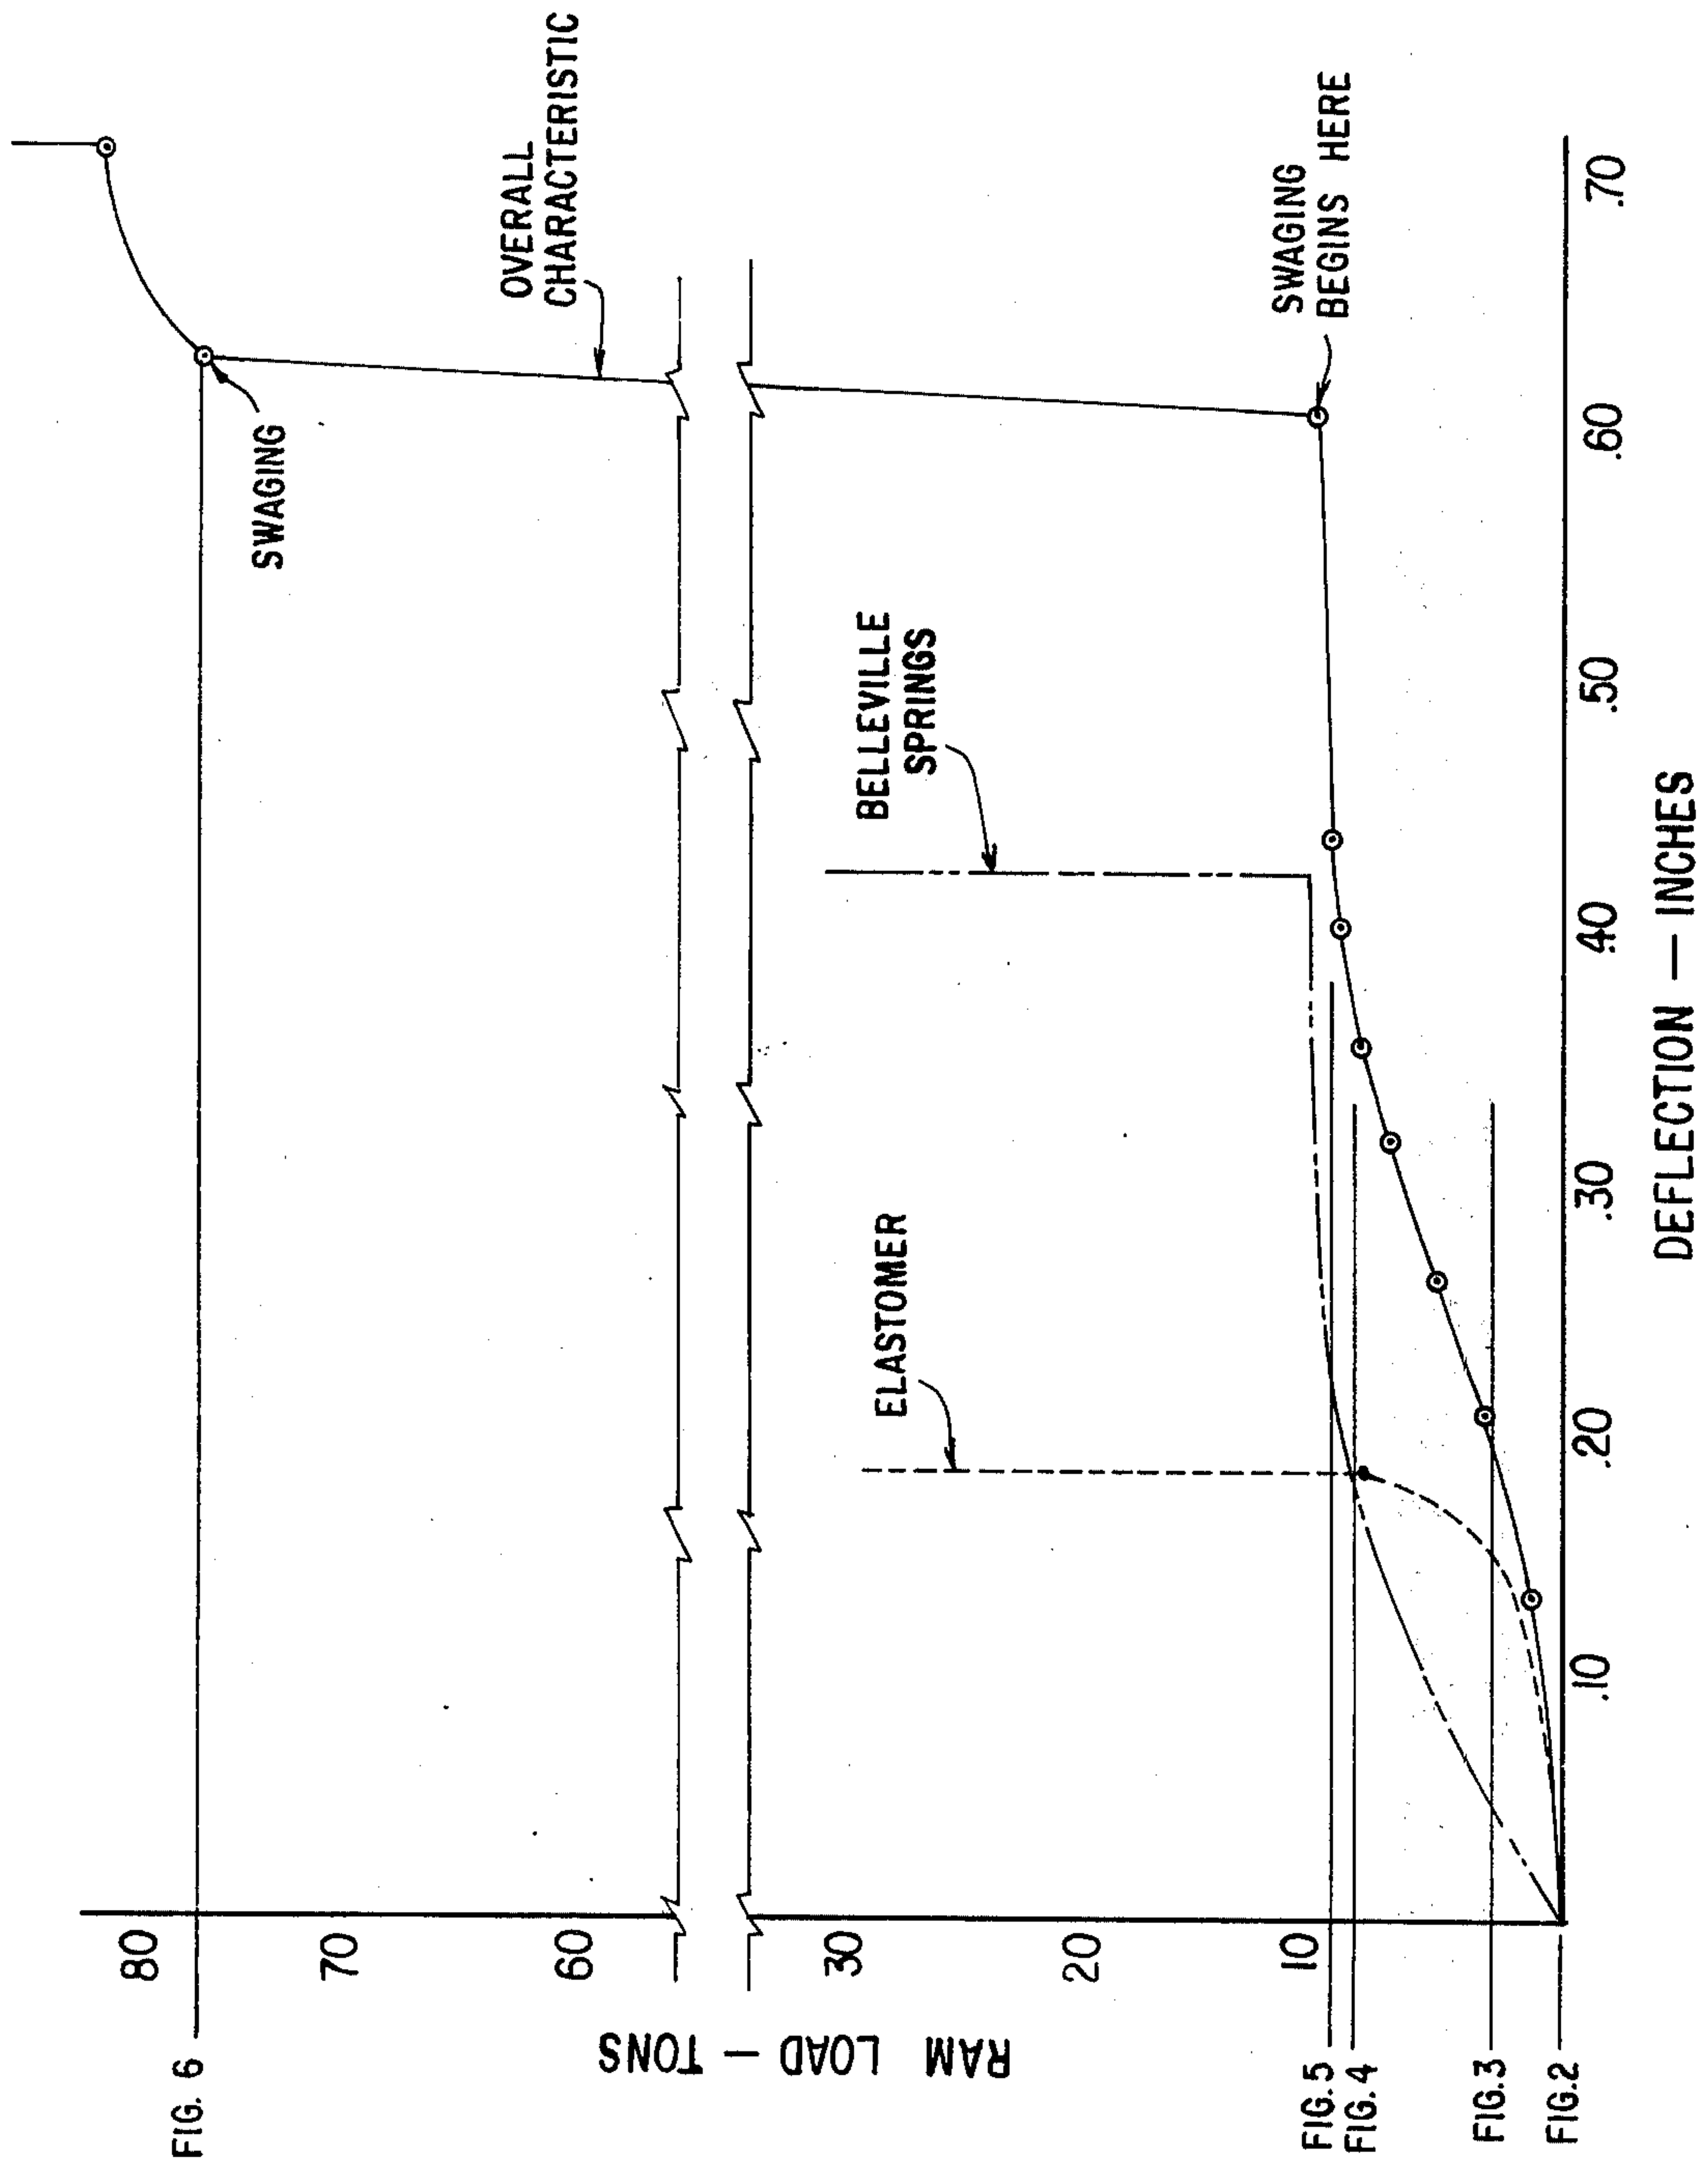 FIG. 6
80
70
60
30
20
10
RAM LOAD — TONS
FIG. 5
FIG. 4
FIG. 3
FIG. 2
SWAGING
OVERALL
CHARACTERISTIC
BELLEVILLE
SPRINGS
ELASTOMER
SWAGING
BEGINS HERE
.10
.20
.30
.40
.50
.60
.70
DEFLECTION — INCHES